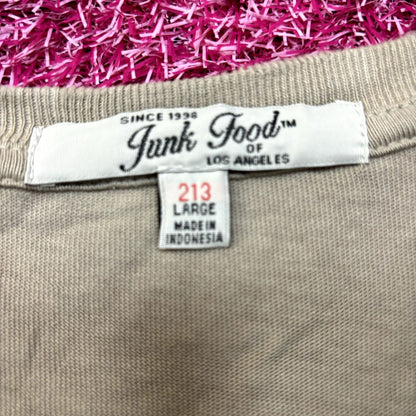 SINCE 1998
Junk Food™
OF
LOS ANGELES
213
LARGE
MADE IN
INDONESIA